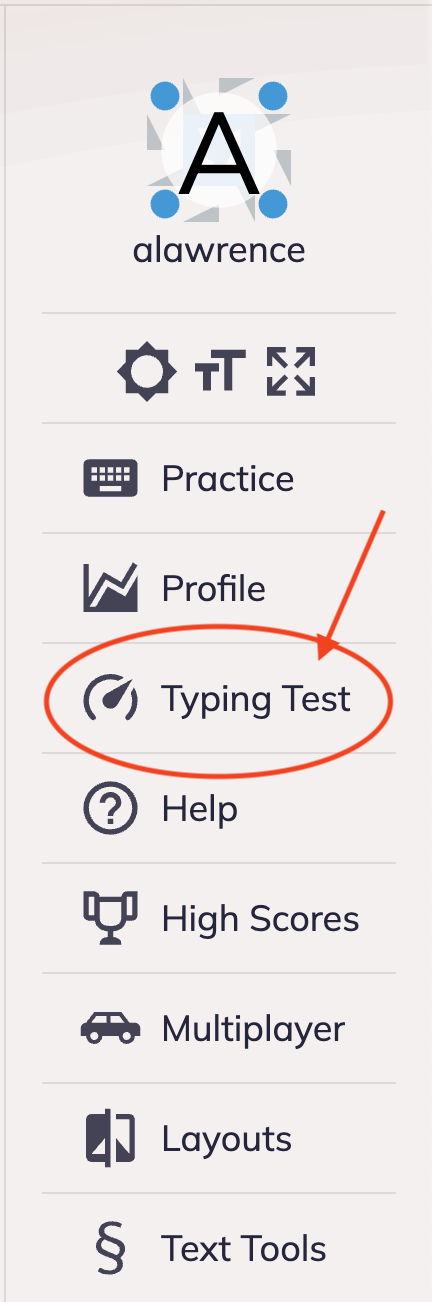 A
alawrence
Practice
Profile
Typing Test
Help
High Scores
Multiplayer
Layouts
§ Text Tools